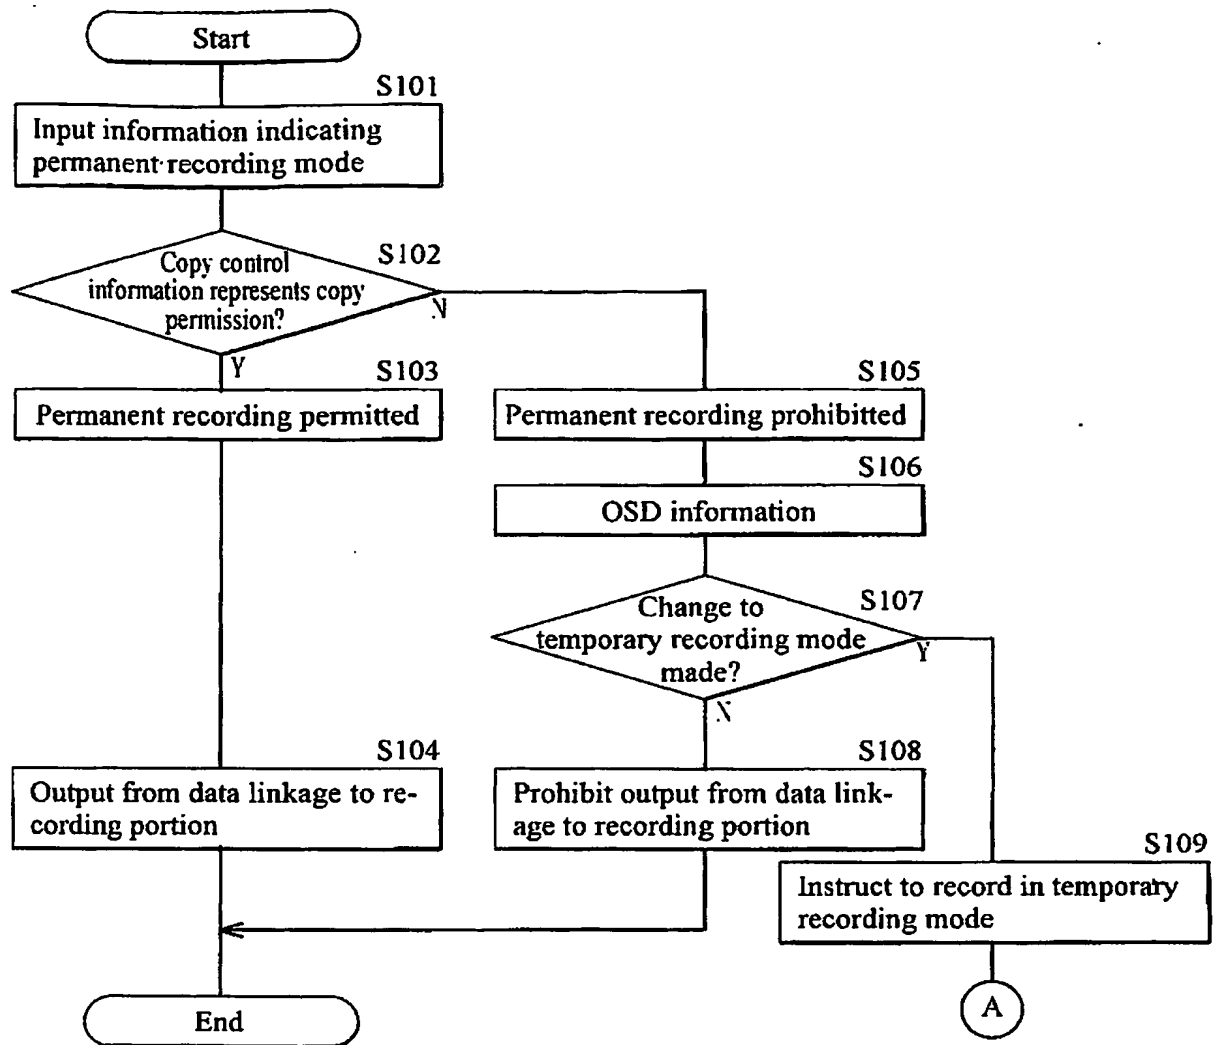 Start
S101
Input information indicating
permanent recording mode
S102
Copy control
information represents copy
permission?
N
Y
S103
Permanent recording permitted
S105
Permanent recording prohibitted
S106
OSD information
S107
Change to
temporary recording mode
made?
Y
N
S104
Output from data linkage to re-
cording portion
S108
Prohibit output from data link-
age to recording portion
S109
Instruct to record in temporary
recording mode
A
End